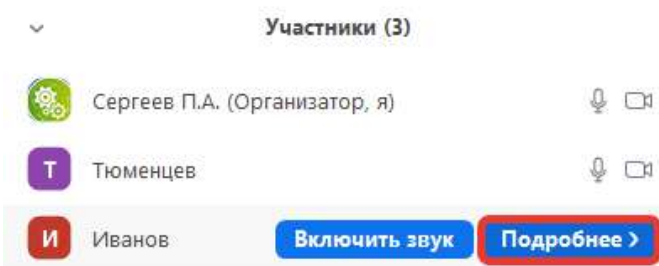 Участники (3)
Сергеев П.А. (Организатор, я)
Т Тюменцев
И Иванов Включить звук Подробнее >